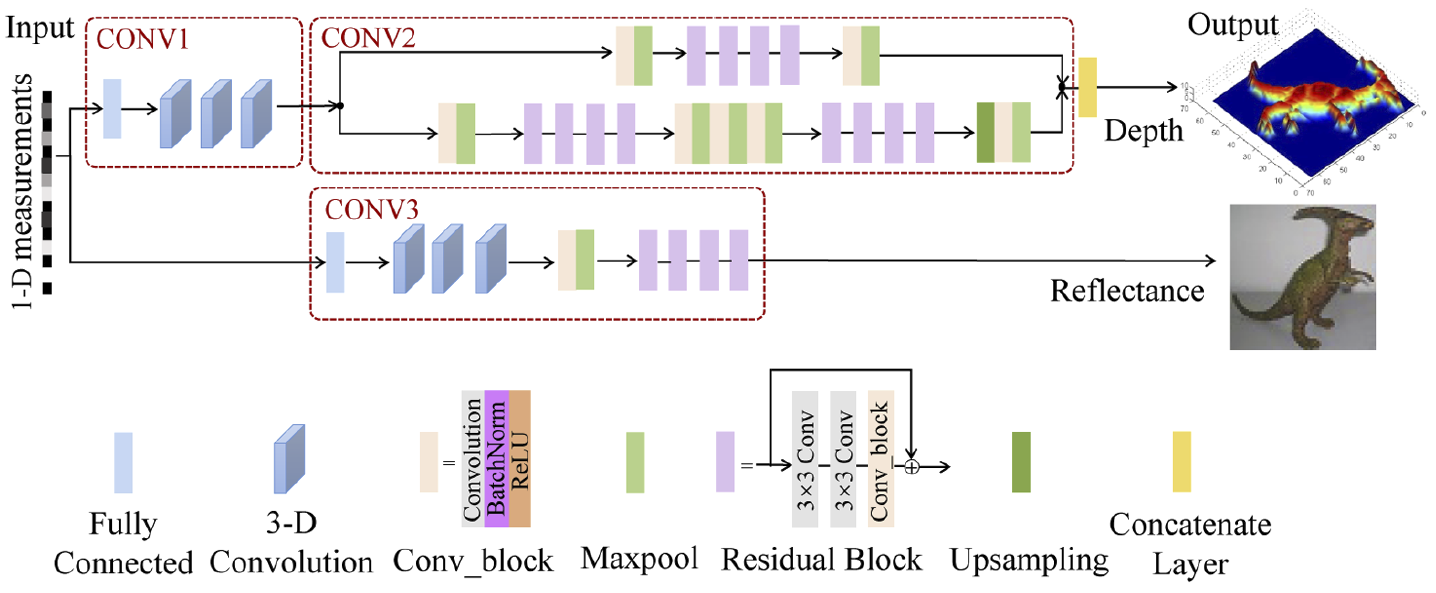 Input
CONV1
CONV2
Output
1-D measurements
Depth
CONV3
Reflectance
Convolution
BatchNorm
ReLU
=
=
3×3 Conv
3×3 Conv
Conv_block
Fully
Connected
3-D
Convolution
Conv_block
Maxpool
Residual Block
Upsampling
Concatenate
Layer